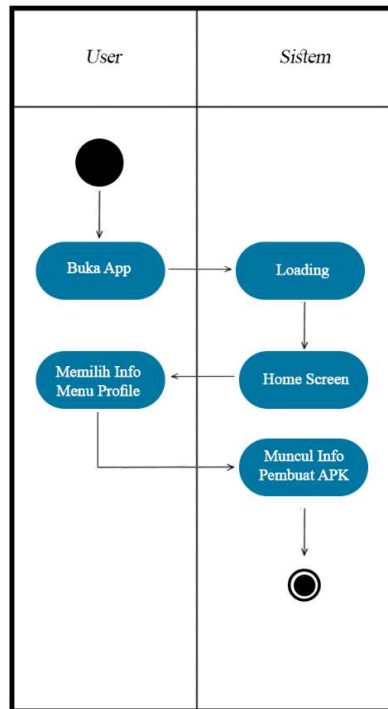 User
Sistem
Buka App
Loading
Memilih Info
Menu Profile
Home Screen
Muncul Info
Pembuat APK